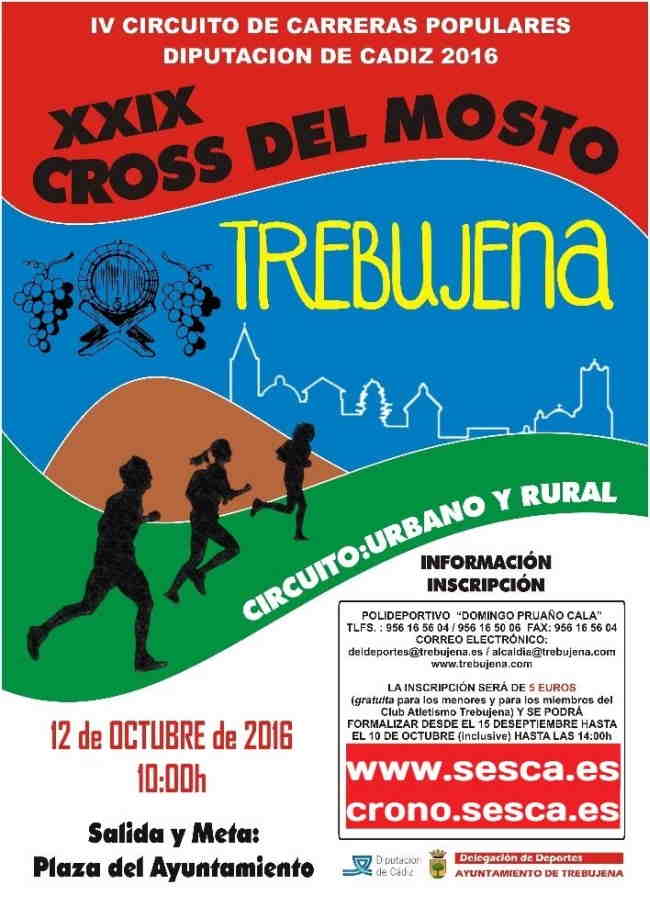 IV CIRCUITO DE CARRERAS POPULARES
DIPUTACION DE CADIZ 2016
XXIX
CROSS DEL MOSTO
TREBUJENA
CIRCUITO:URBANO Y RURAL
INFORMACIÓN
INSCRIPCIÓN
POLIDEPORTIVO “DOMINGO PRUAÑO CALA”
TLFS. : 956 16 56 04 / 956 16 50 06 FAX: 956 16 56 04
CORREO ELECTRÓNICO:
deldeportes@trebujena.es / alcaldia@trebujena.com
www.trebujena.com
LA INSCRIPCIÓN SERÁ DE 5 EUROS
(gratuita para los menores y para los miembros del
Club Atletismo Trebujena) Y SE PODRÁ
FORMALIZAR DESDE EL 15 DESEPTIEMBRE HASTA
EL 10 DE OCTUBRE (inclusive) HASTA LAS 14:00h
www.sesca.es
crono.sesca.es
12 de OCTUBRE de 2016
10:00h
Salida y Meta:
Plaza del Ayuntamiento
Diputación
de Cádiz
Delegación de Deportes
AYUNTAMIENTO DE TREBUJENA